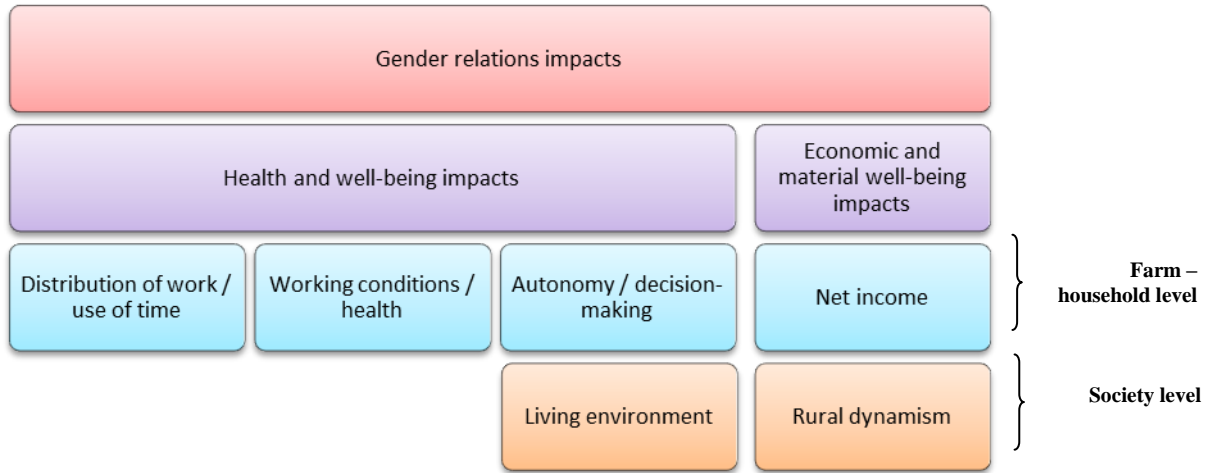 Gender relations impacts
Health and well-being impacts
Economic and
material well-being
impacts
Distribution of work /
use of time
Working conditions /
health
Autonomy / decision-
making
Net income
Farm –
household level
Living environment
Rural dynamism
Society level